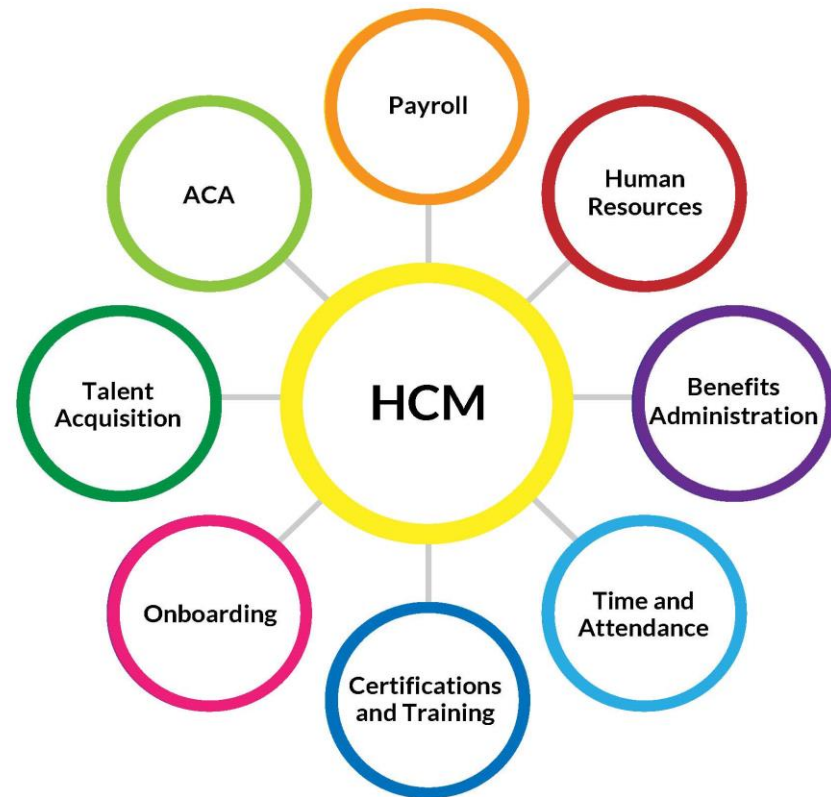 Payroll
Human
Resources
ACA
HCM
Benefits
Administration
Talent
Acquisition
Time and
Attendance
Onboarding
Certifications
and Training